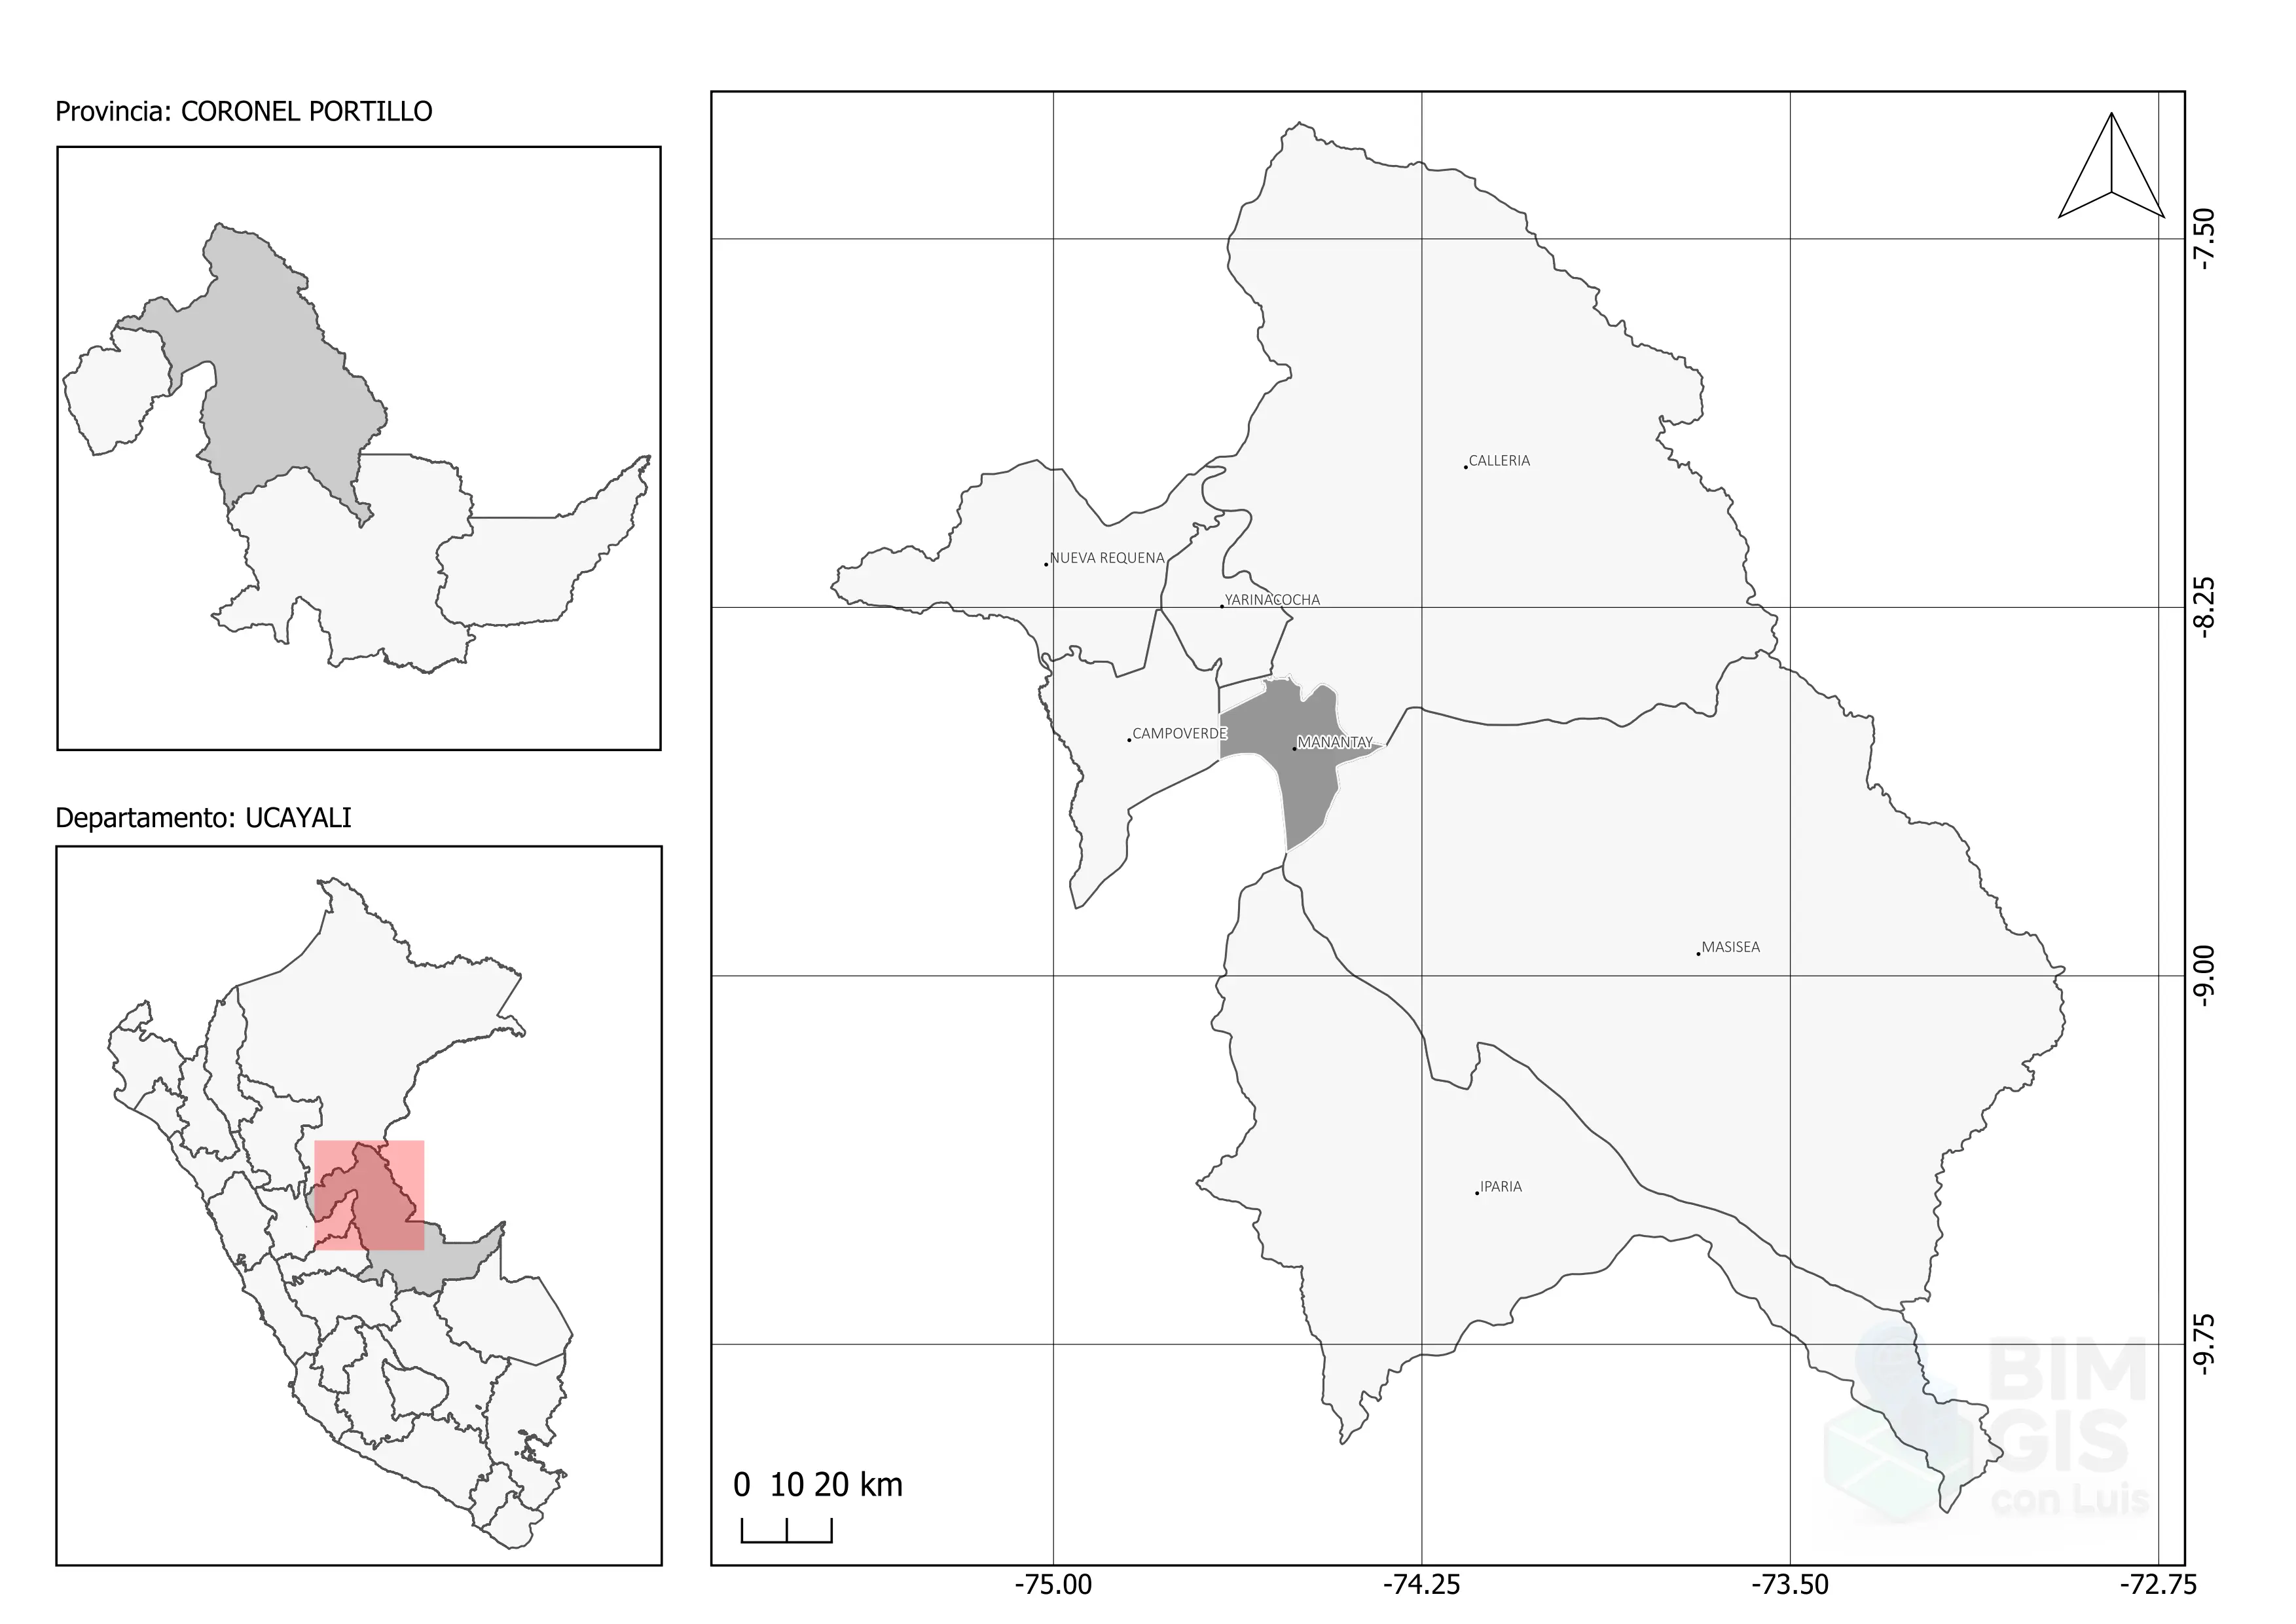 Provincia: CORONEL PORTILLO
Departamento: UCAYALI
CALLERIA
NUEVA REQUENA
YARINACOCHA
CAMPOVERDE
MANANTAY
MASISEA
IPARIA
-7.50
-8.25
-9.00
-9.75
0 10 20 km
BIM
GIS
con Luis
-75.00
-74.25
-73.50
-72.75